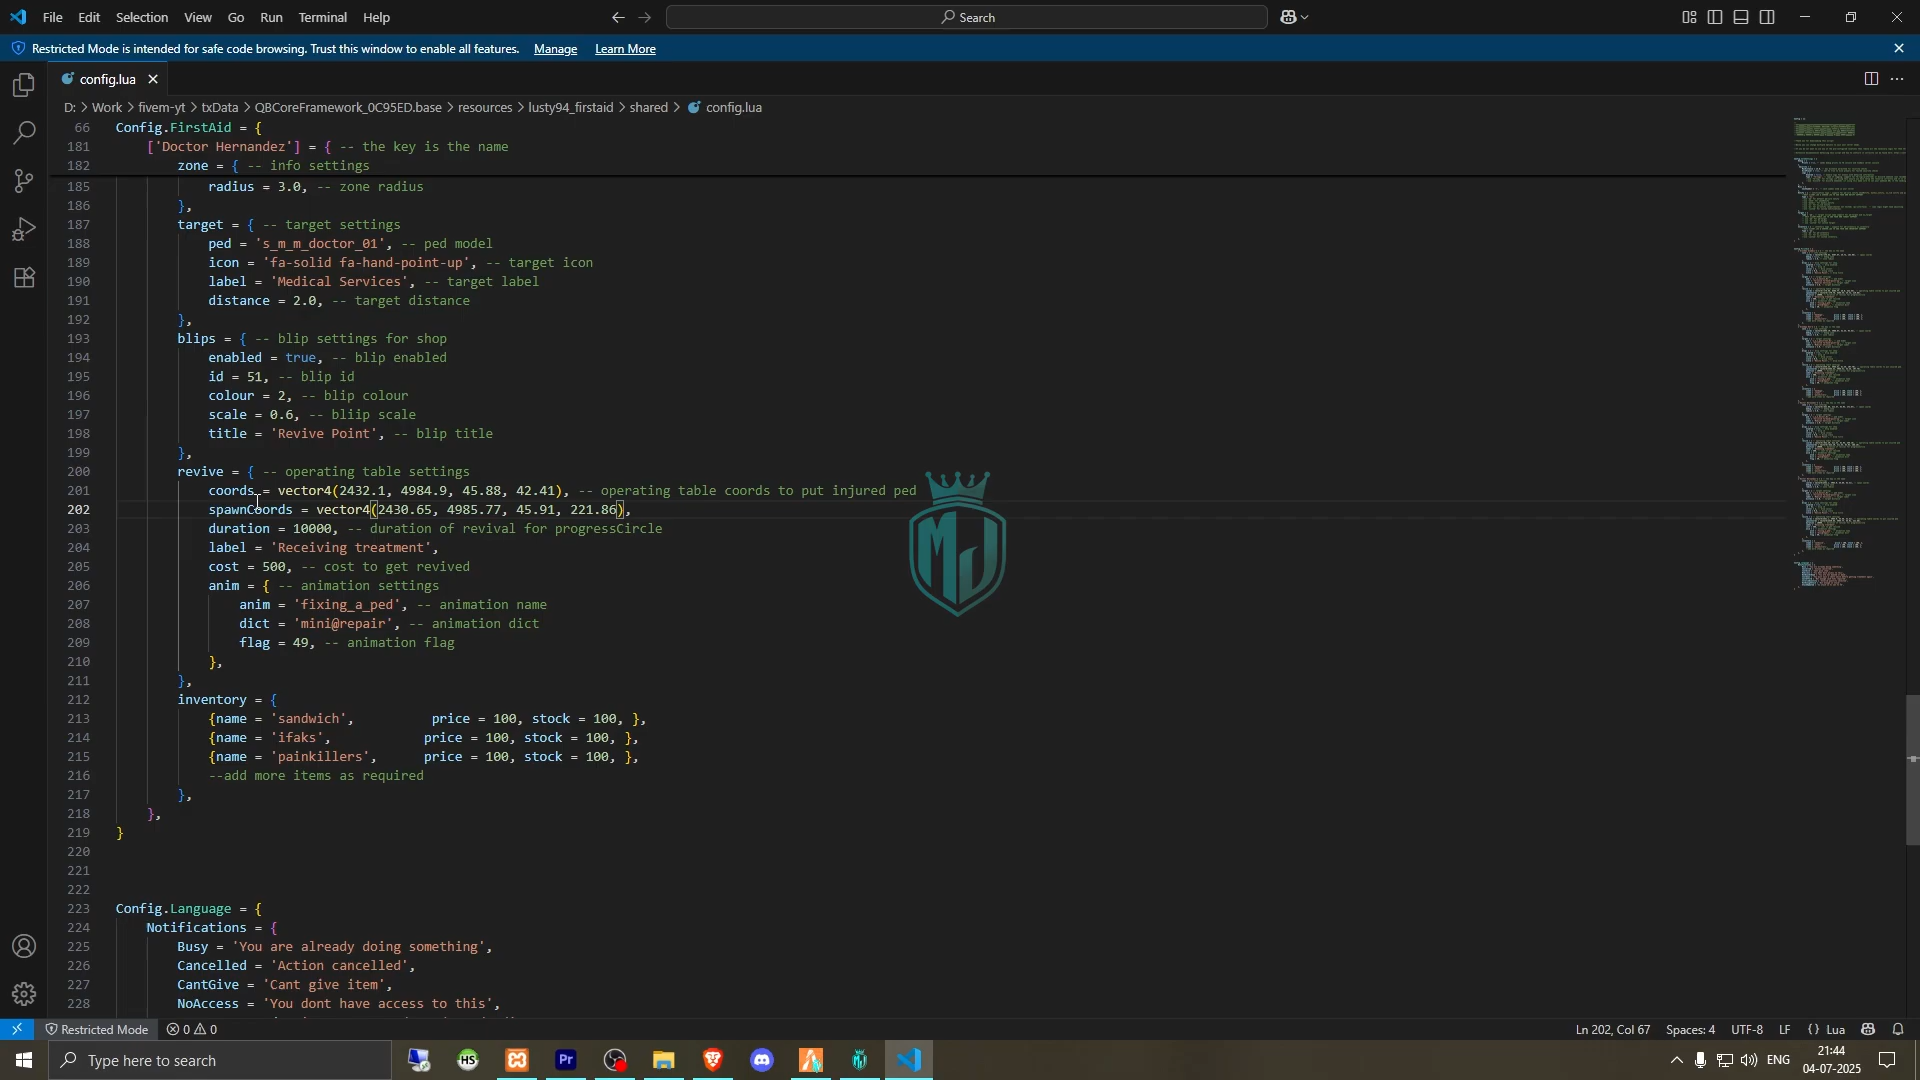 File Edit Selection View Go Run Terminal Help
Search
Restricted Mode is intended for safe code browsing. Trust this window to enable all features. Manage Learn More
config.lua
D: > Work > fivem-yt > txData > QBCoreFramework_0C95ED.base > resources > lusty94_firstaid > shared > config.lua
66 Config.FirstAid = {
181 ['Doctor Hernandez'] = { -- the key is the name
182 zone = { -- info settings
185 radius = 3.0, -- zone radius
186 },
187 target = { -- target settings
188 ped = 's_m_m_doctor_01', -- ped model
189 icon = 'fa-solid fa-hand-point-up', -- target icon
190 label = 'Medical Services', -- target label
191 distance = 2.0, -- target distance
192 },
193 blips = { -- blip settings for shop
194 enabled = true, -- blip enabled
195 id = 51, -- blip id
196 colour = 2, -- blip colour
197 scale = 0.6, -- bliip scale
198 title = 'Revive Point', -- blip title
199 },
200 revive = { -- operating table settings
201 coords = vector4(2432.1, 4984.9, 45.88, 42.41), -- operating table coords to put injured ped
202 spawnCoords = vector4(2430.65, 4985.77, 45.91, 221.86),
203 duration = 10000, -- duration of revival for progressCircle
204 label = 'Receiving treatment',
205 cost = 500, -- cost to get revived
206 anim = { -- animation settings
207 anim = 'fixing_a_ped', -- animation name
208 dict = 'mini@repair', -- animation dict
209 flag = 49, -- animation flag
210 },
211 },
212 inventory = {
213 {name = 'sandwich', price = 100, stock = 100, },
214 {name = 'ifaks', price = 100, stock = 100, },
215 {name = 'painkillers', price = 100, stock = 100, },
216 --add more items as required
217 },
218 },
219 }
220
221
222
223 Config.Language = {
224 Notifications = {
225 Busy = 'You are already doing something',
226 Cancelled = 'Action cancelled',
227 CantGive = 'Cant give item',
228 NoAccess = 'You dont have access to this',
MJ
Restricted Mode 0 0 Ln 202, Col 67 Spaces: 4 UTF-8 LF {} Lua
Type here to search
HS
Pr
ENG
21:44
04-07-2025